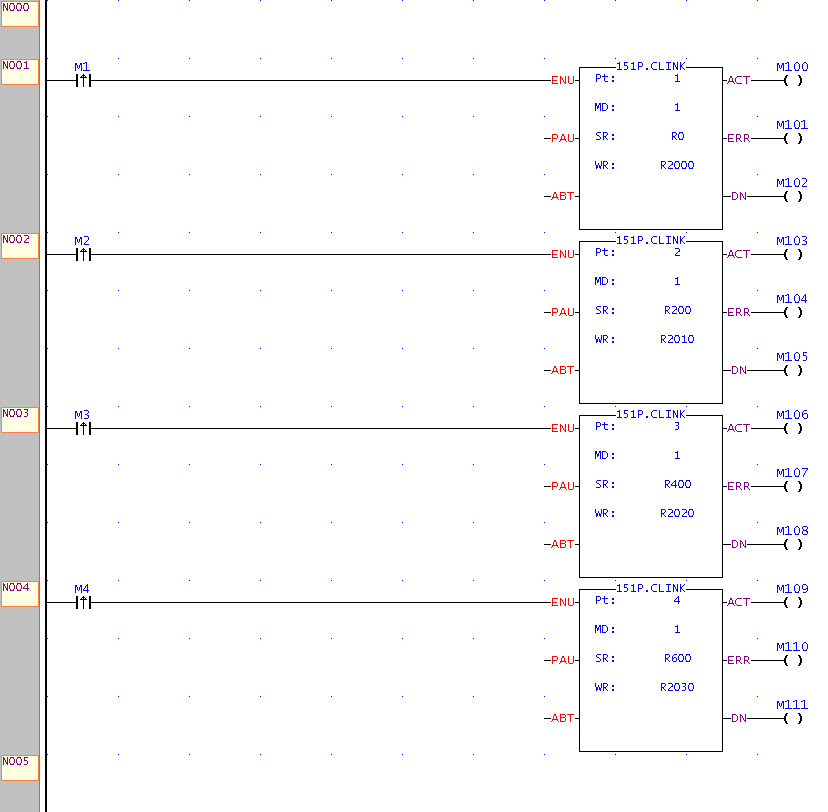 N000
N001 M1 151P.CLINK M100
ENU Pt: 1 ACT ( )
MD: 1 M101
PAU SR: R0 ERR ( )
WR: R2000 M102
ABT DN ( )
N002 M2 151P.CLINK M103
ENU Pt: 2 ACT ( )
MD: 1 M104
PAU SR: R200 ERR ( )
WR: R2010 M105
ABT DN ( )
N003 M3 151P.CLINK M106
ENU Pt: 3 ACT ( )
MD: 1 M107
PAU SR: R400 ERR ( )
WR: R2020 M108
ABT DN ( )
N004 M4 151P.CLINK M109
ENU Pt: 4 ACT ( )
MD: 1 M110
PAU SR: R600 ERR ( )
WR: R2030 M111
ABT DN ( )
N005